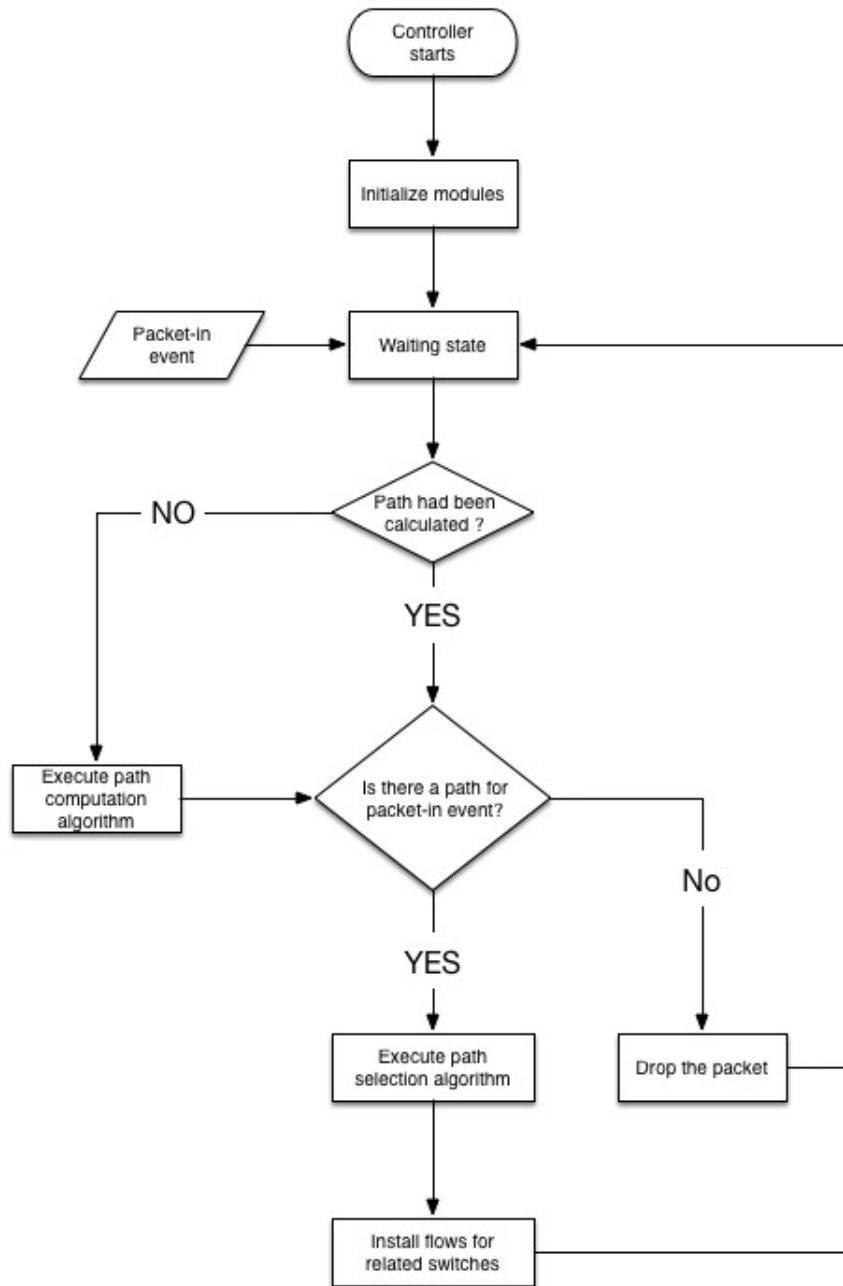 Controller
starts
Initialize modules
Packet-in
event
Waiting state
Path had been
calculated ?
NO
YES
Execute path
computation
algorithm
Is there a path for
packet-in event?
No
YES
Execute path
selection algorithm
Drop the packet
Install flows for
related switches